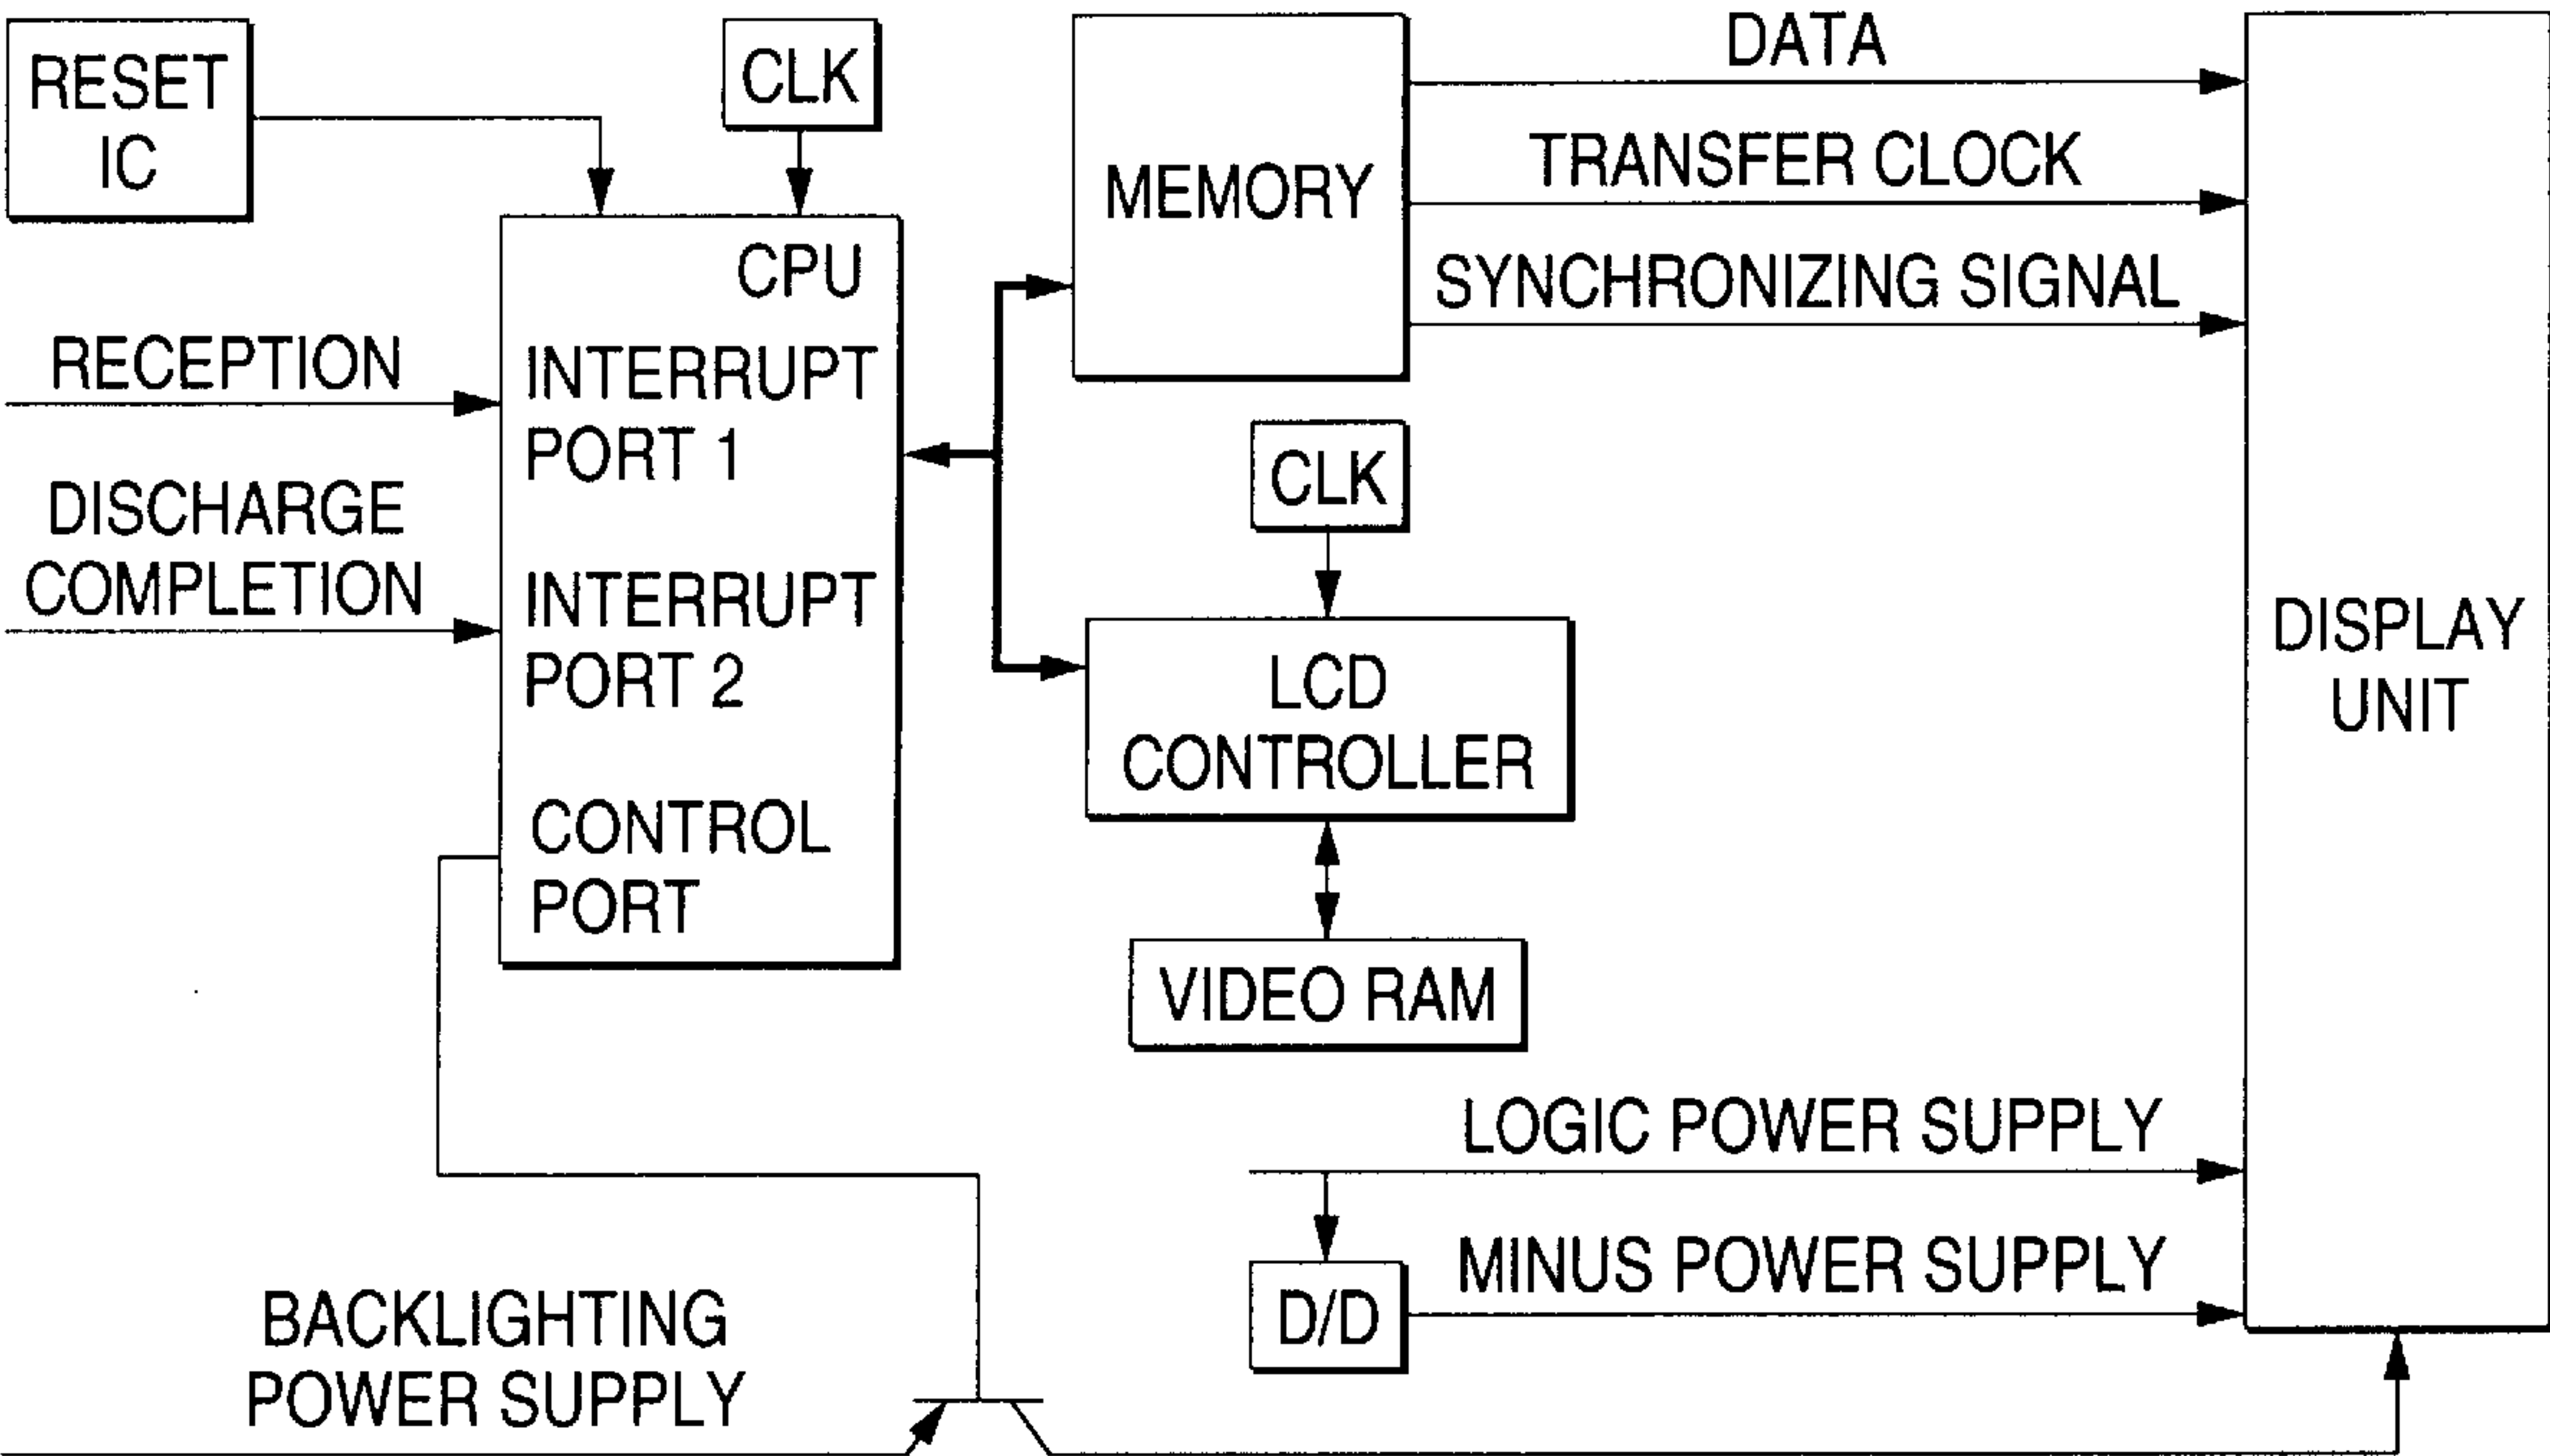 RESET
IC
CLK
CPU
INTERRUPT
PORT 1
INTERRUPT
PORT 2
CONTROL
PORT
RECEPTION
DISCHARGE
COMPLETION
MEMORY
DATA
TRANSFER CLOCK
SYNCHRONIZING SIGNAL
CLK
LCD
CONTROLLER
VIDEO RAM
DISPLAY
UNIT
LOGIC POWER SUPPLY
MINUS POWER SUPPLY
D/D
BACKLIGHTING
POWER SUPPLY